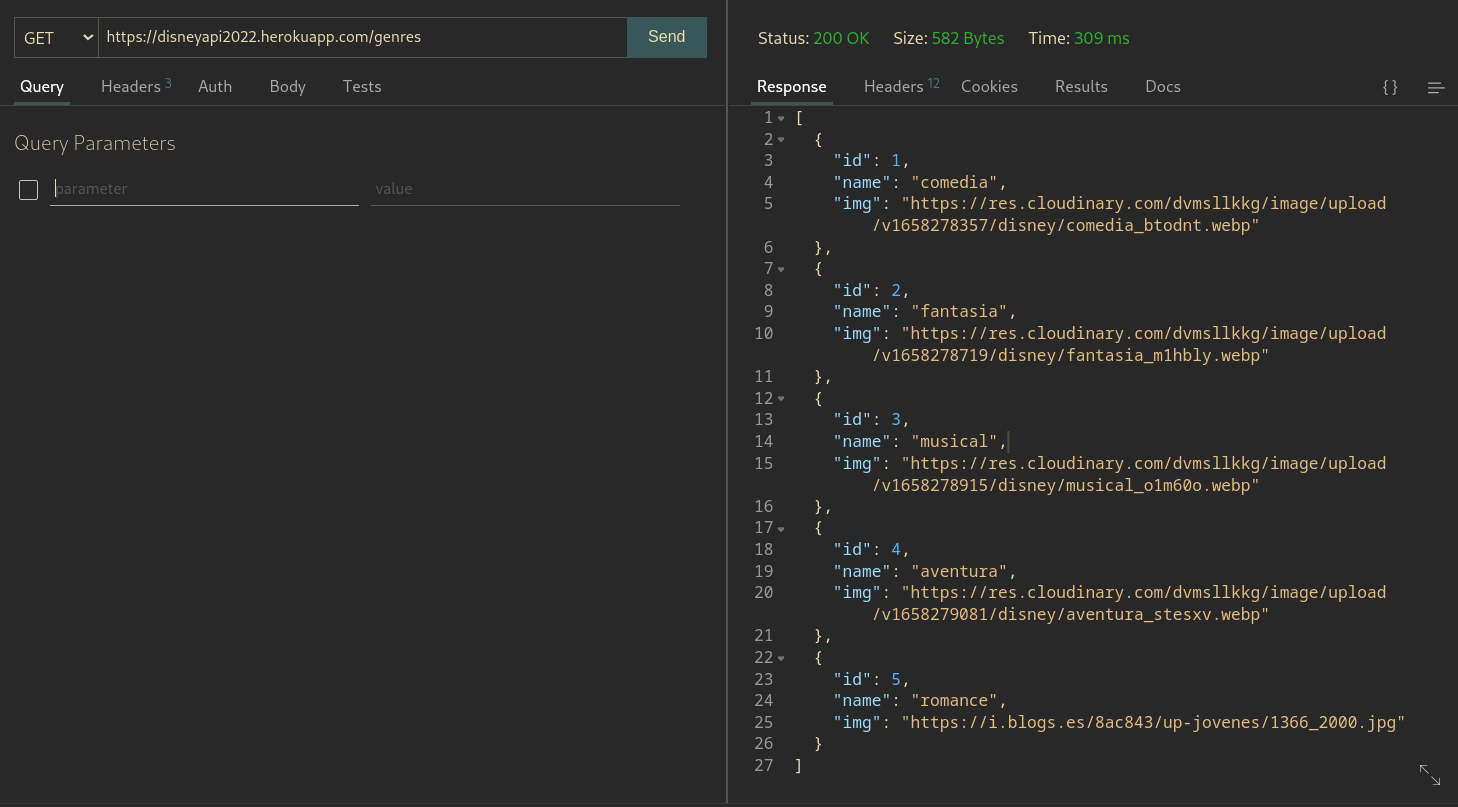 GET https://disneyapi2022.herokuapp.com/genres Send
Query Headers 3 Auth Body Tests
Query Parameters
parameter value
Status: 200 OK Size: 582 Bytes Time: 309 ms
Response Headers 12 Cookies Results Docs {}
1 [
2 {
3 "id": 1,
4 "name": "comedia",
5 "img": "https://res.cloudinary.com/dvmsllkkg/image/upload
/v1658278357/disney/comedia_btodnt.webp"
6 },
7 {
8 "id": 2,
9 "name": "fantasia",
10 "img": "https://res.cloudinary.com/dvmsllkkg/image/upload
/v1658278719/disney/fantasia_m1hbly.webp"
11 },
12 {
13 "id": 3,
14 "name": "musical",
15 "img": "https://res.cloudinary.com/dvmsllkkg/image/upload
/v1658278915/disney/musical_o1m60o.webp"
16 },
17 {
18 "id": 4,
19 "name": "aventura",
20 "img": "https://res.cloudinary.com/dvmsllkkg/image/upload
/v1658279081/disney/aventura_stesxv.webp"
21 },
22 {
23 "id": 5,
24 "name": "romance",
25 "img": "https://i.blogs.es/8ac843/up-jovenes/1366_2000.jpg"
26 }
27 ]